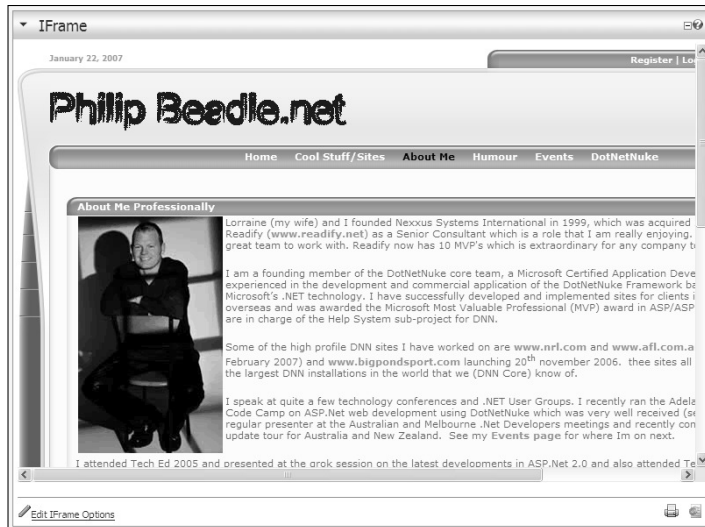 IFrame
January 22, 2007
Register |
Philip Beadle.net
Home Cool Stuff/Sites About Me Humour Events DotNetNuke
About Me Professionally
Lorraine (my wife) and I founded Nexxus Systems International in 1999, which was acquired
Readify (www.readify.net) as a Senior Consultant which is a role that I am really enjoying.
great team to work with. Readify now has 10 MVP's which is extraordinary for any company
I am a founding member of the DotNetNuke core team, a Microsoft Certified Application
experienced in the development and commercial application of the DotNetNuke Framework
Microsoft's .NET technology. I have successfully developed and implemented sites for clients
overseas and was awarded the Microsoft Most Valuable Professional (MVP) award in ASP/
are in charge of the Help System sub-project for DNN.
Some of the high profile DNN sites I have worked on are www.nrl.com and www.afl.com.a
February 2007) and www.bigpondsport.com launching 20th november 2006. thee sites all
the largest DNN installations in the world that we (DNN Core) know of.
I speak at quite a few technology conferences and .NET User Groups. I recently ran the
Code Camp on ASP.Net web development using DotNetNuke which was very well received
regular presenter at the Australian and Melbourne .Net Developers meetings and recently
update tour for Australia and New Zealand. See my Events page for where Im on next.
I attended Tech Ed 2005 and presented at the grok session on the latest developments in ASP.Net 2.0 and also attended
Edit IFrame Options